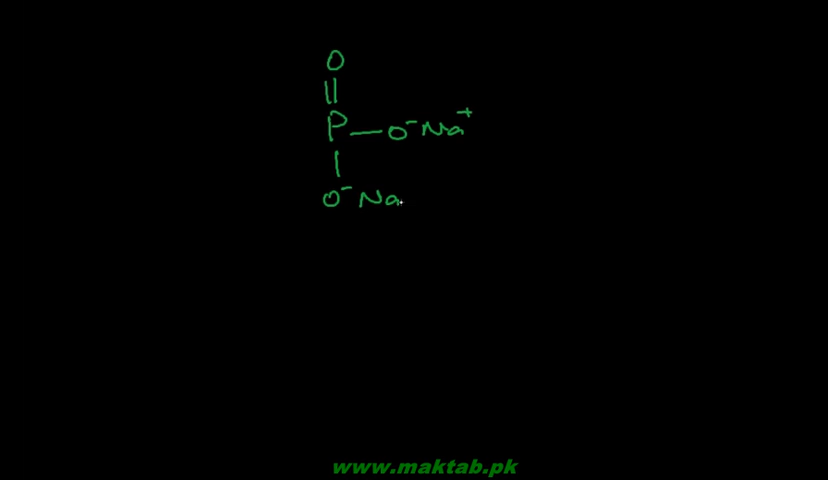 O
||
P — O⁻ Na⁺
|
O⁻ Na
www.maktab.pk